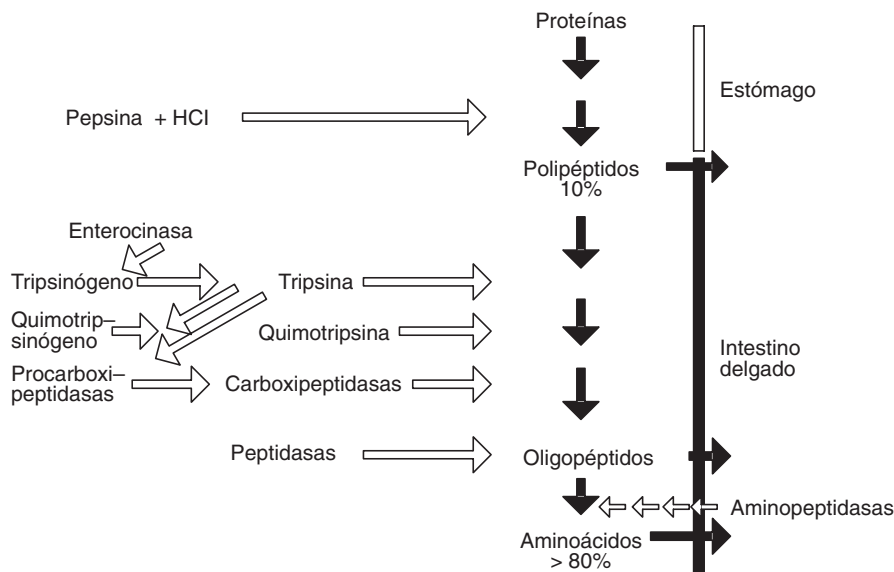 Proteínas
Estómago
Pepsina + HCl
Polipéptidos
10%
Enterocinasa
Tripsinógeno
Tripsina
Quimotrip–
sinógeno
Quimotripsina
Intestino
delgado
Procarboxi–
peptidasas
Carboxipeptidasas
Peptidasas
Oligopéptidos
Aminopeptidasas
Aminoácidos
> 80%